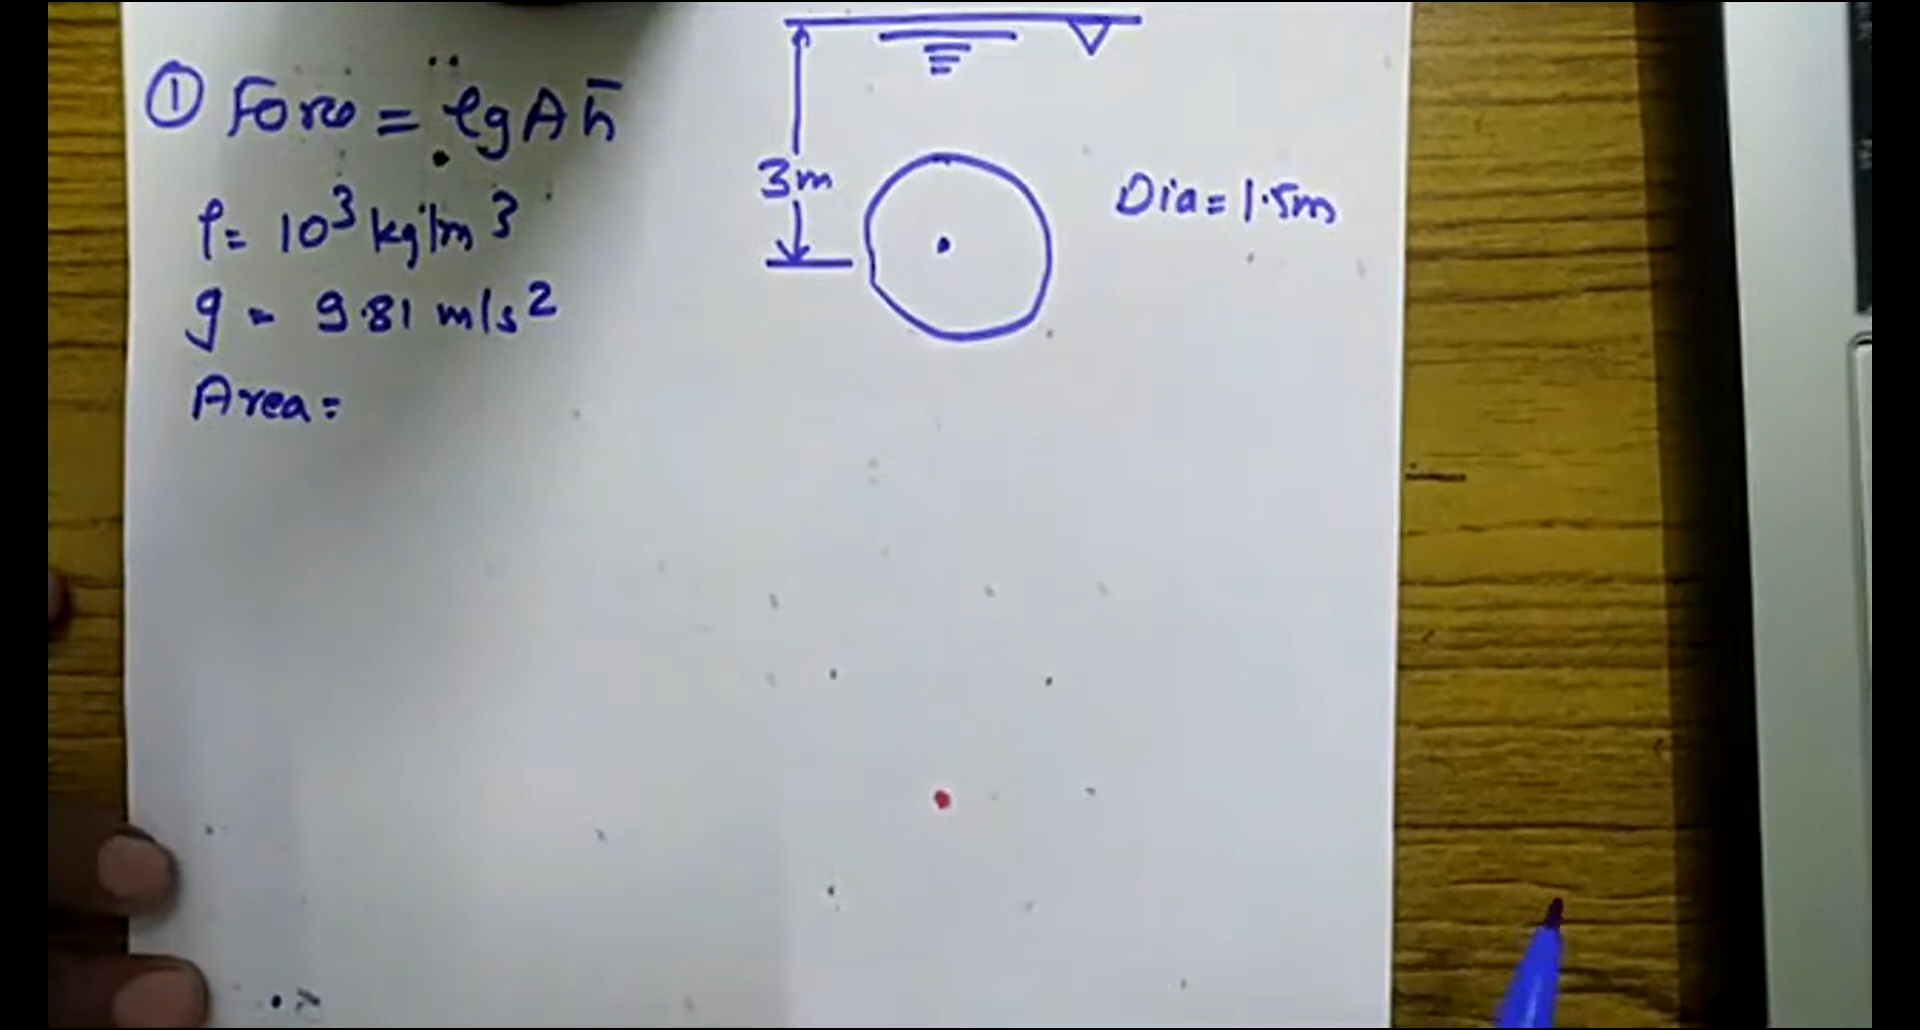 ① Force = ρgAh̄
ρ = 10³ kg/m³
g = 9.81 m/s²
Area =
3m
Dia = 1.5m